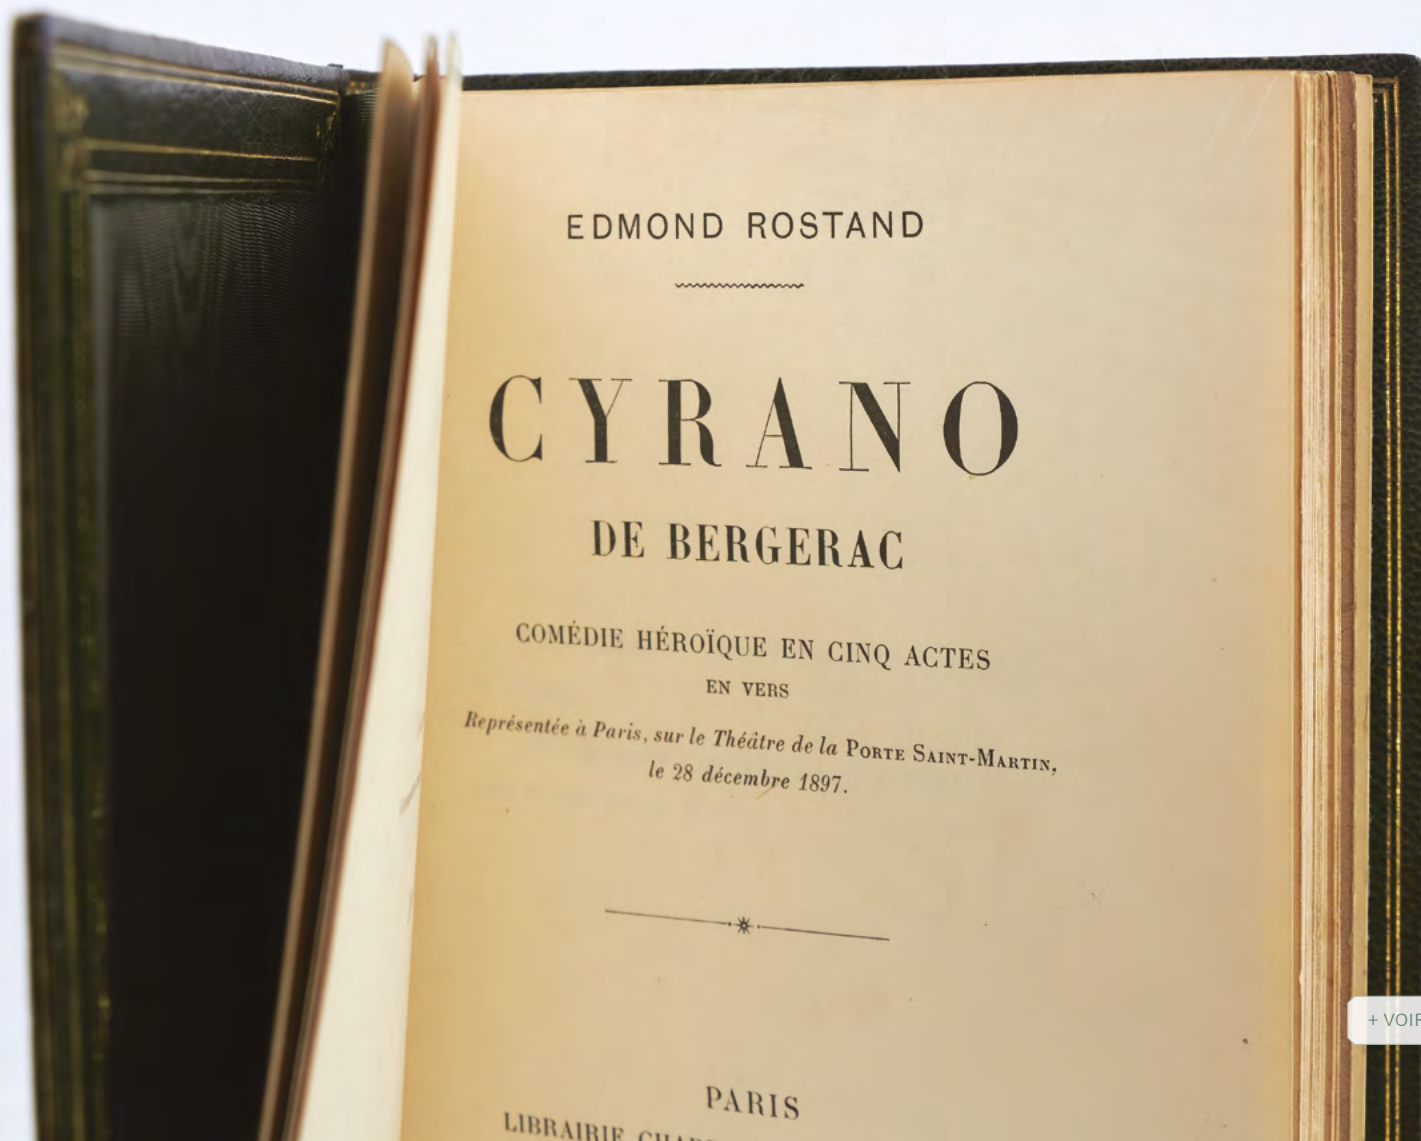 EDMOND ROSTAND
CYRANO
DE BERGERAC
COMÉDIE HÉROÏQUE EN CINQ ACTES
EN VERS
Représentée à Paris, sur le Théâtre de la PORTE SAINT-MARTIN,
le 28 décembre 1897.
PARIS
LIBRAIRIE
+ VOIR